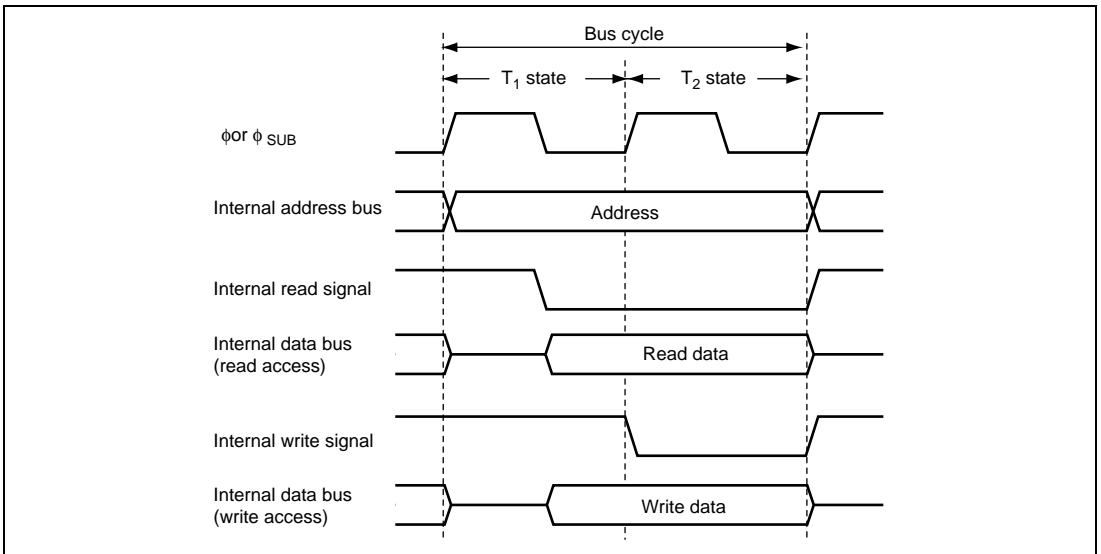 Bus cycle
T1 state
T2 state
ϕor ϕ SUB
Internal address bus
Address
Internal read signal
Internal data bus
(read access)
Read data
Internal write signal
Internal data bus
(write access)
Write data